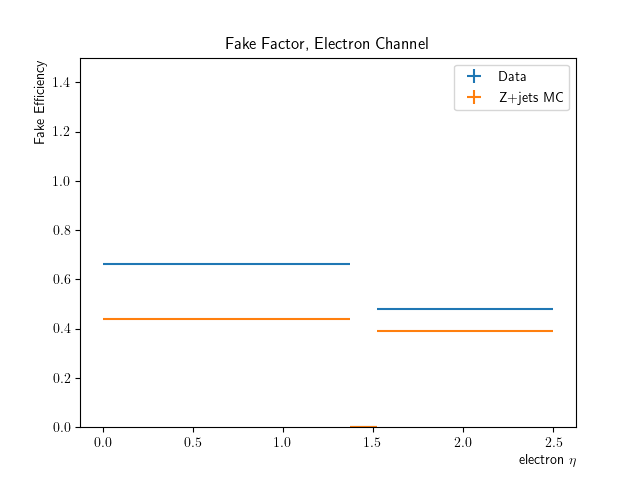 Fake Factor, Electron Channel
Fake Efficiency
1.4
1.2
1.0
0.8
0.6
0.4
0.2
0.0
Data
Z+jets MC
0.0 0.5 1.0 1.5 2.0 2.5
electron η